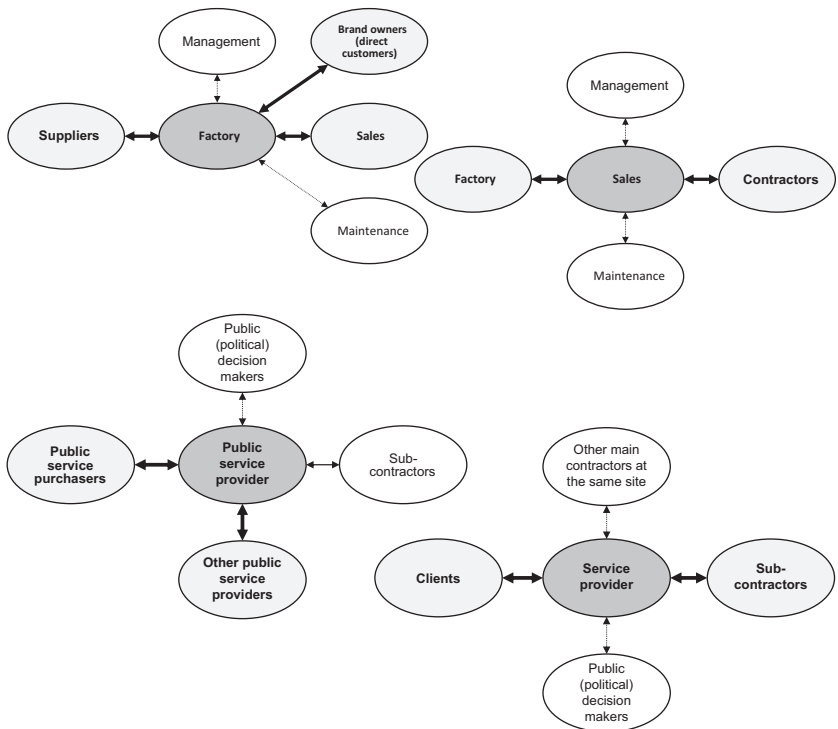 Management
Brand owners
(direct
customers)
Suppliers
Factory
Sales
Maintenance
Management
Factory
Sales
Contractors
Maintenance
Public
(political)
decision
makers
Public
service
purchasers
Public
service
provider
Sub-
contractors
Other public
service
providers
Other main
contractors at
the same site
Clients
Service
provider
Sub-
contractors
Public
(political)
decision
makers